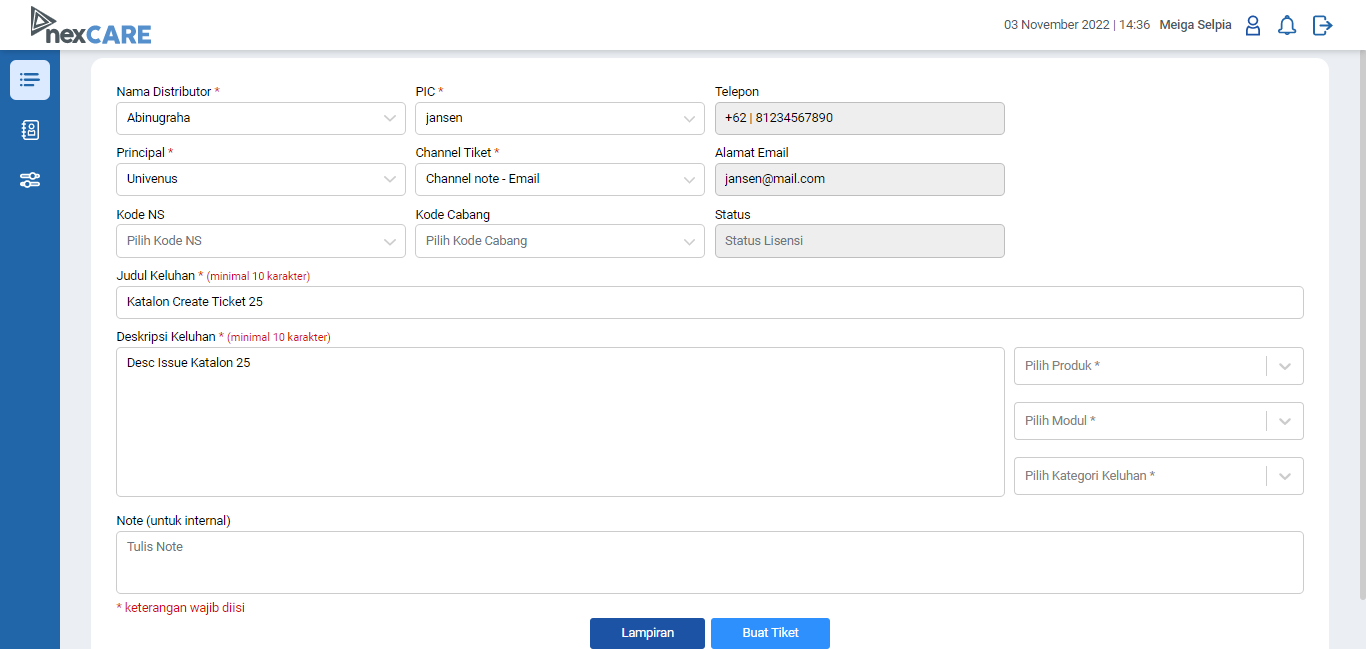 nexCARE
03 November 2022 | 14:36 Meiga Selpia
Nama Distributor * PIC * Telepon
Abinugraha jansen +62 | 81234567890
Principal * Channel Tiket * Alamat Email
Univenus Channel note - Email jansen@mail.com
Kode NS Kode Cabang Status
Pilih Kode NS Pilih Kode Cabang Status Lisensi
Judul Keluhan * (minimal 10 karakter)
Katalon Create Ticket 25
Deskripsi Keluhan * (minimal 10 karakter)
Desc Issue Katalon 25
Pilih Produk *
Pilih Modul *
Pilih Kategori Keluhan *
Note (untuk internal)
Tulis Note
* keterangan wajib diisi
Lampiran Buat Tiket